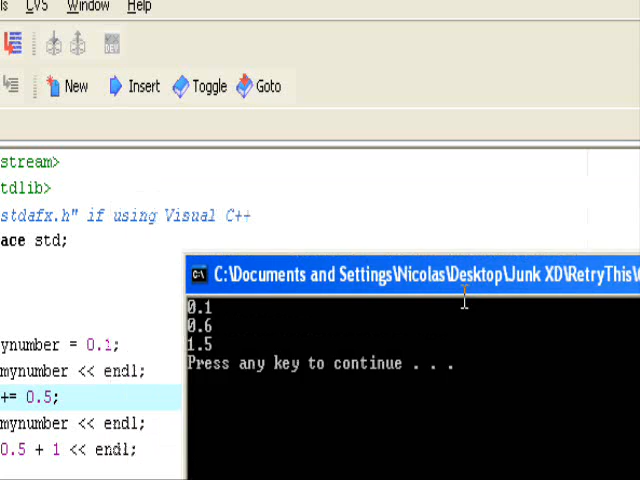 ls CVS Window Help
New Insert Toggle Goto
stream>
tdlib>
stdafx.h" if using Visual C++
ace std;
C:\Documents and Settings\Nicolas\Desktop\Junk XD\RetryThis\
0.1
0.6
1.5
Press any key to continue . . .
ynumber = 0.1;
mynumber << endl;
+= 0.5;
mynumber << endl;
0.5 + 1 << endl;